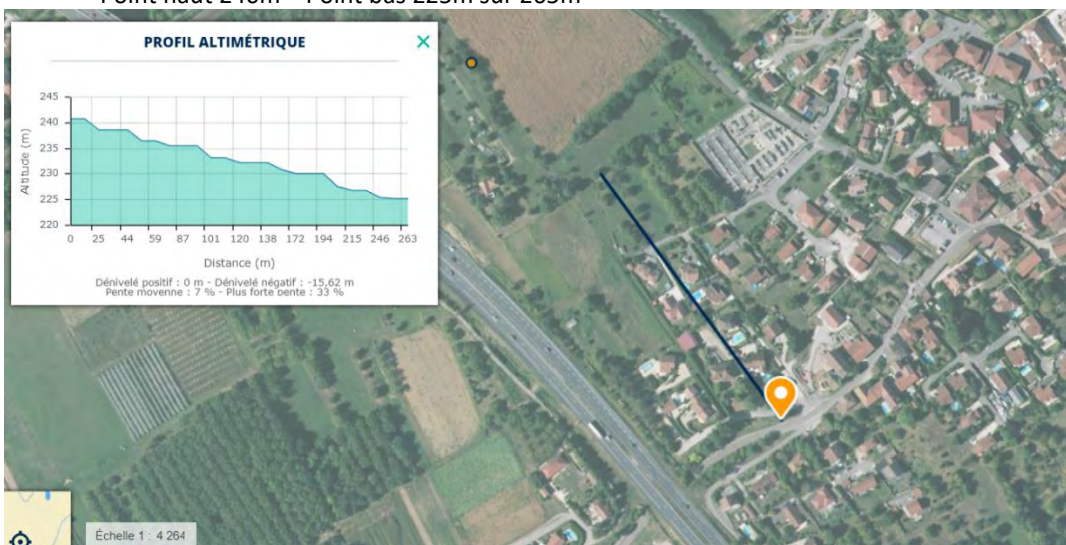 Point haut 240m – Point bas 225m sur 263m
PROFIL ALTIMÉTRIQUE
245
240
235
230
225
220
Altitude (m)
0 25 44 59 87 101 120 138 172 194 215 246 263
Distance (m)
Dénivelé positif : 0 m - Dénivelé négatif : -15,62 m
Pente moyenne : 7 % - Plus forte pente : 33 %
Échelle 1 : 4 264